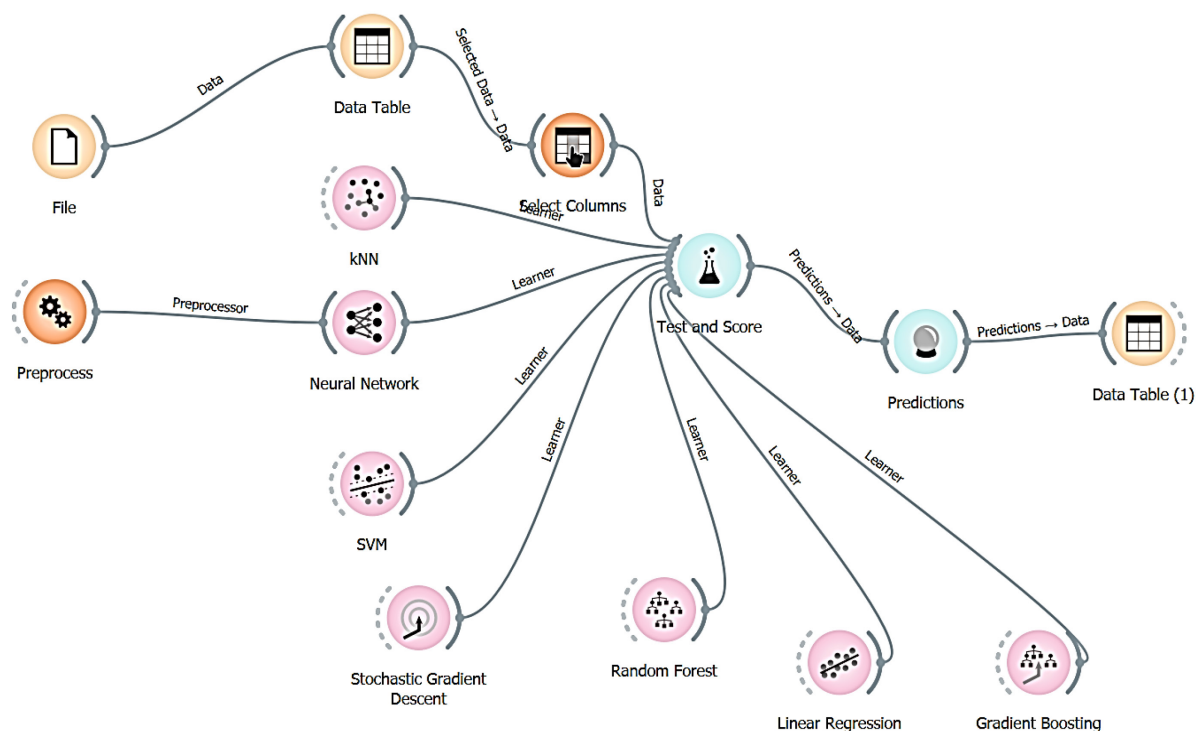 Data
Data Table
Selected Data → Data
File
Select Columns
Data
kNN
Learner
Preprocessor
Learner
Preprocess
Neural Network
Test and Score
Predictions → Data
Predictions
Predictions → Data
Data Table (1)
Learner
SVM
Learner
Stochastic Gradient
Descent
Learner
Random Forest
Learner
Linear Regression
Learner
Gradient Boosting